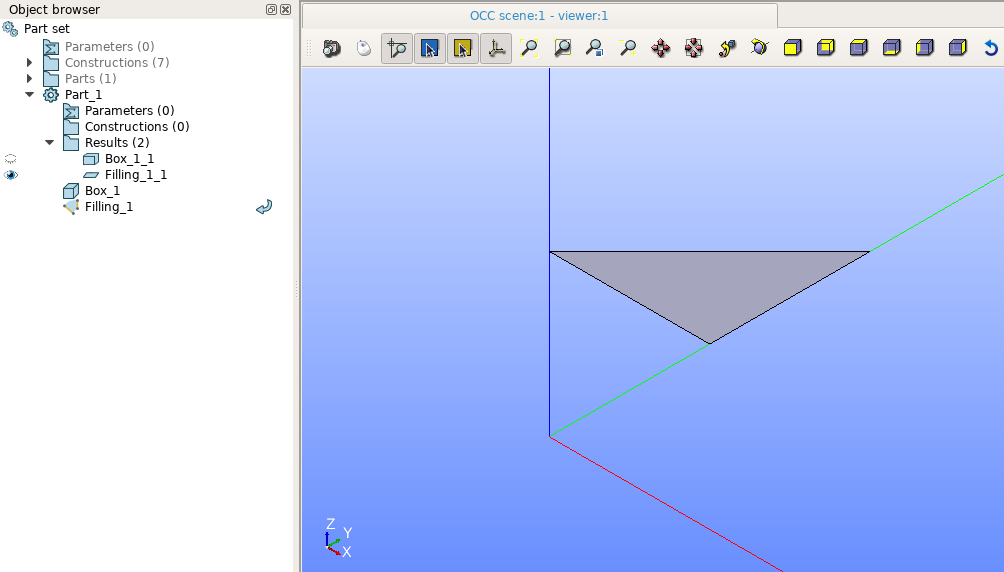 Object browser
Part set
Parameters (0)
Constructions (7)
Parts (1)
Part_1
Parameters (0)
Constructions (0)
Results (2)
Box_1_1
Filling_1_1
Box_1
Filling_1
OCC scene:1 - viewer:1
Z
Y
X